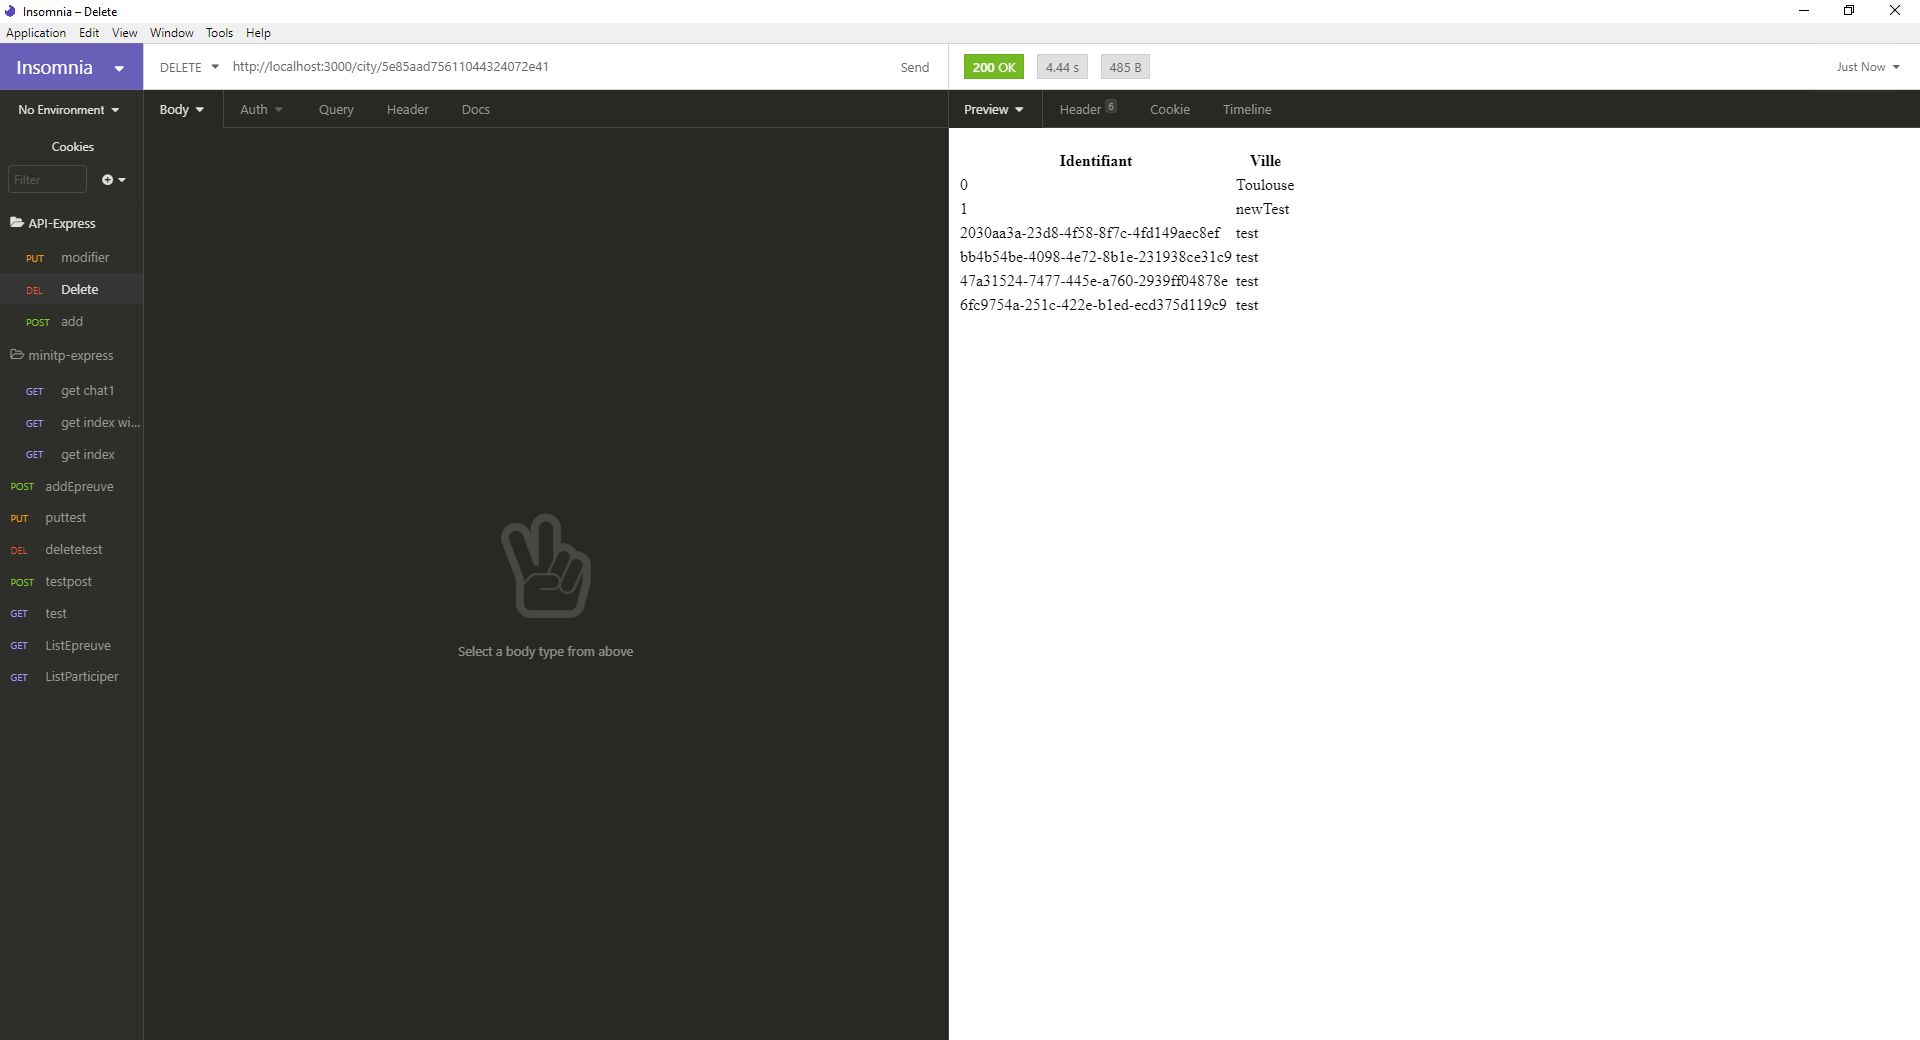 Insomnia – Delete
Application Edit View Window Tools Help
Insomnia
DELETE http://localhost:3000/city/5e85aad75611044324072e41 Send
200 OK 4.44 s 485 B Just Now
No Environment
Body Auth Query Header Docs
Preview Header 6 Cookie Timeline
Cookies
Filter
API-Express
PUT modifier
DEL Delete
POST add
minitp-express
GET get chat1
GET get index wi...
GET get index
POST addEpreuve
PUT puttest
DEL deletetest
POST testpost
GET test
GET ListEpreuve
GET ListParticiper
Select a body type from above
Identifiant Ville
0 Toulouse
1 newTest
2030aa3a-23d8-4f58-8f7c-4fd149aec8ef test
bb4b54be-4098-4e72-8b1e-231938ce31c9 test
47a31524-7477-445e-a760-2939ff04878e test
6fc9754a-251c-422e-b1ed-ecd375d119c9 test